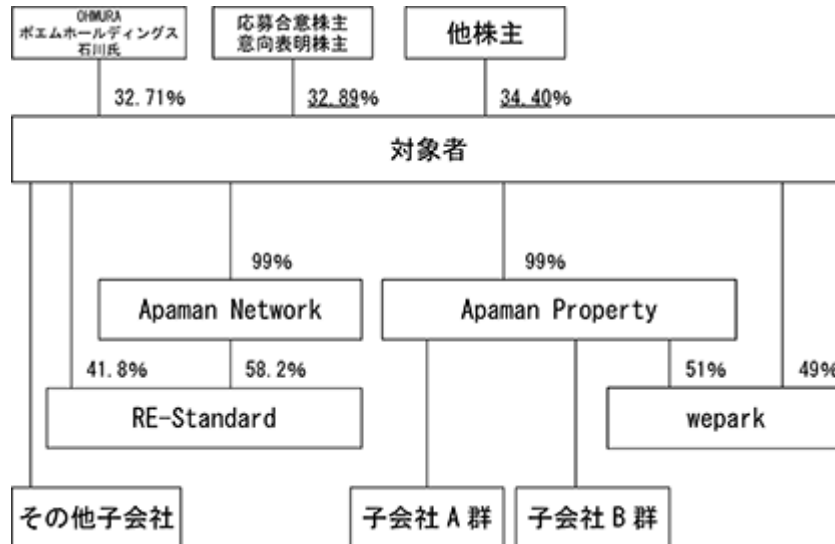 OHMURA
ポエムホールディングス
石川氏
応募合意株主
意向表明株主
他株主
32.71%
32.89%
34.40%
対象者
99%
99%
Apaman Network
Apaman Property
41.8%
58.2%
51%
49%
RE-Standard
wepark
その他子会社
子会社A群
子会社B群